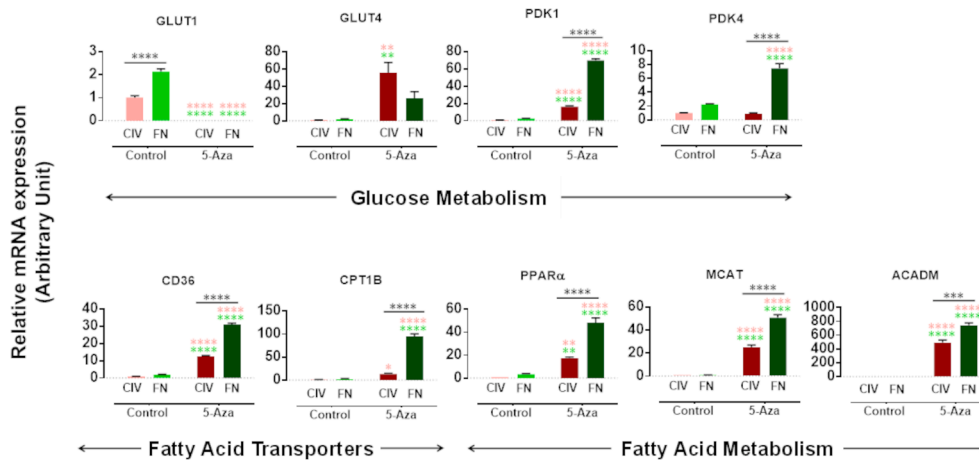 GLUT1 GLUT4 PDK1 PDK4
**** ** **** **** **** ****
3 80 80 10
2 60 60 8
1 40 40 6
0 20 20 4
0 0 2
0
**** **** ** **** ****
**** ****
CIV FN CIV FN CIV FN CIV FN CIV FN CIV FN CIV FN CIV FN
Control 5-Aza Control 5-Aza Control 5-Aza Control 5-Aza
Glucose Metabolism
Relative mRNA expression
(Arbitrary Unit)
CD36 CPT1B PPARα MCAT ACADM
**** **** **** **** ***
**** **** **** **** ****
**** **** **** **** ****
40 150 80 60 1000
30 100 60 40 800
20 50 40 20 600
10 0 20 0 400
0 0 200
0
**** * ** **** ****
**** ** **** ****
CIV FN CIV FN CIV FN CIV FN CIV FN CIV FN CIV FN CIV FN CIV FN CIV FN
Control 5-Aza Control 5-Aza Control 5-Aza Control 5-Aza Control 5-Aza
Fatty Acid Transporters Fatty Acid Metabolism